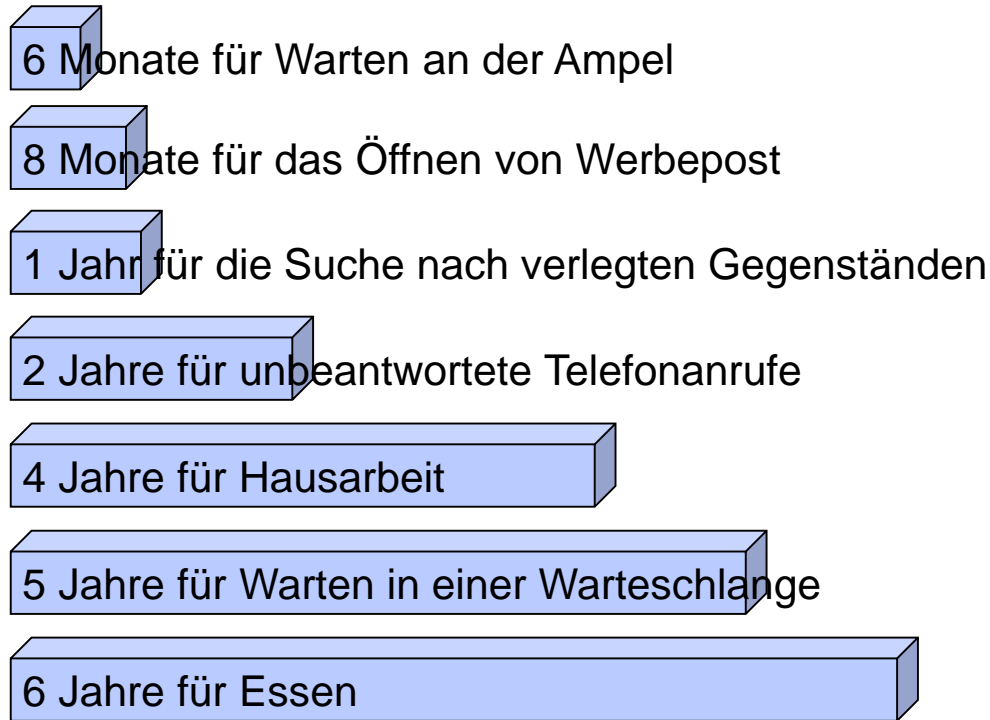 6 Monate für Warten an der Ampel
8 Monate für das Öffnen von Werbepost
1 Jahr für die Suche nach verlegten Gegenständen
2 Jahre für unbeantwortete Telefonanrufe
4 Jahre für Hausarbeit
5 Jahre für Warten in einer Warteschlange
6 Jahre für Essen